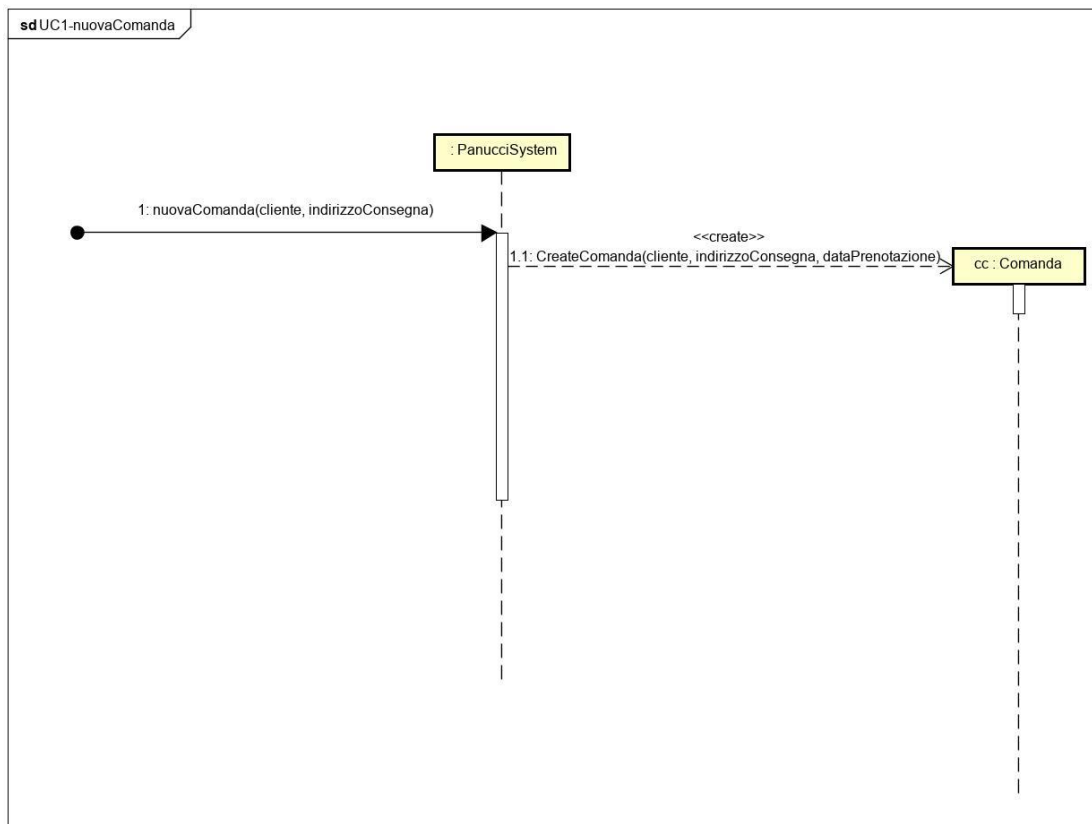 sd UC1-nuovaComanda
: PanucciSystem
1: nuovaComanda(cliente, indirizzoConsegna)
<<create>>
1.1: CreateComanda(cliente, indirizzoConsegna, dataPrenotazione)
cc : Comanda